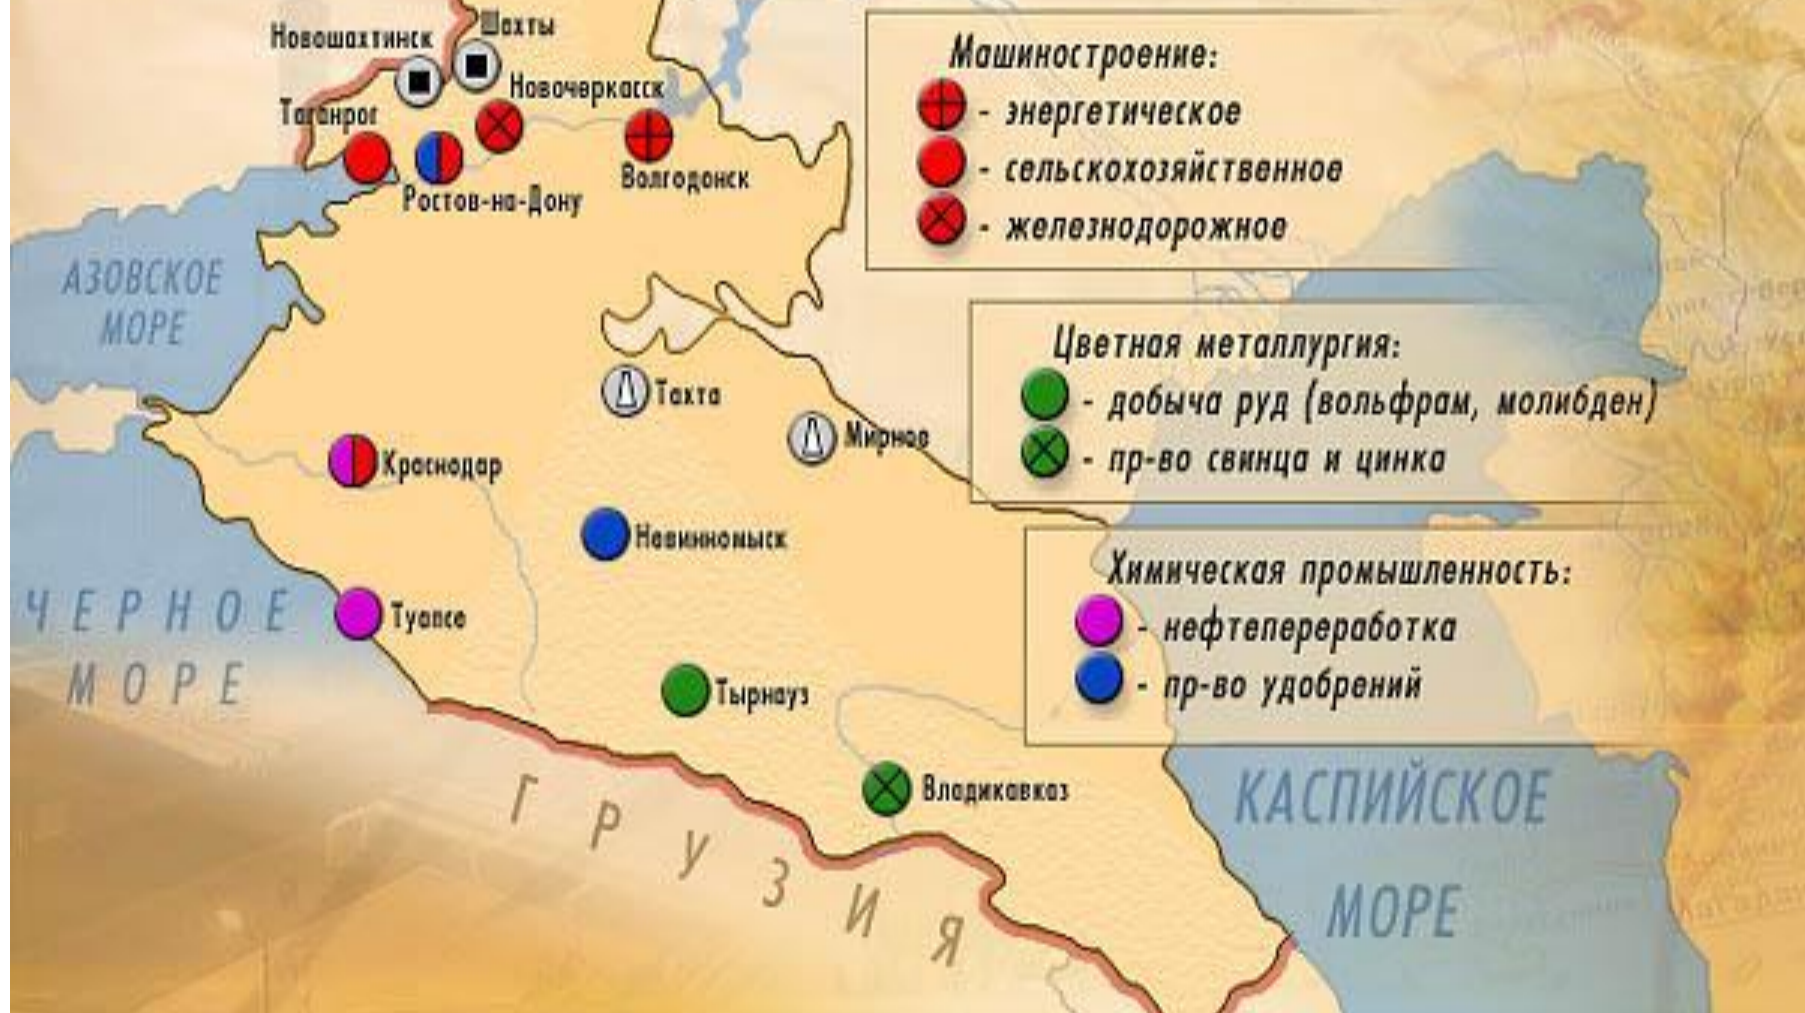 Шахты
Новошахтинск
Новочеркасск
Таганрог
Ростов-на-Дону
Волгодонск
АЗОВСКОЕ
МОРЕ
Тахта
Мирное
Краснодар
Невинномыск
ЧЕРНОЕ
МОРЕ
Туапсе
Тырнауз
Владикавказ
ГРУЗИЯ
КАСПИЙСКОЕ
МОРЕ
Машиностроение:
- энергетическое
- сельскохозяйственное
- железнодорожное
Цветная металлургия:
- добыча руд (вольфрам, молибден)
- пр-во свинца и цинка
Химическая промышленность:
- нефтепереработка
- пр-во удобрений